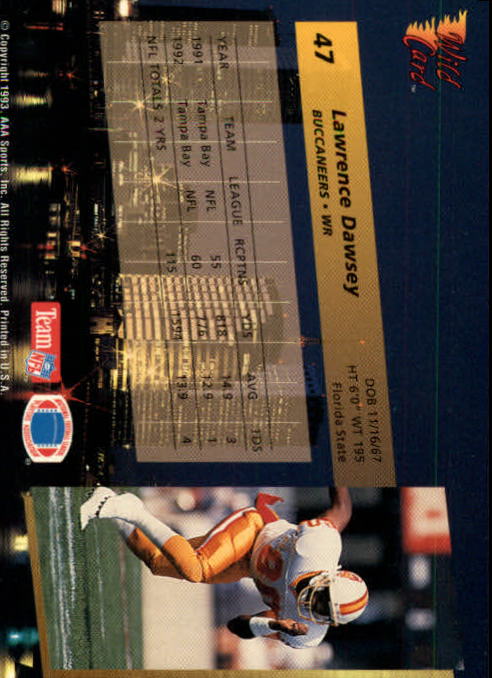 Wild
Card™
47
Lawrence Dawsey
BUCCANEERS • WR
DOB 11/16/67
HT 6'0" WT 195
Florida State
YEAR TEAM LEAGUE RCPTNS YDS AVG TDS
1991 Tampa Bay NFL 55 818 14.9 3
1992 Tampa Bay NFL 60 776 12.9 1
NFL TOTALS 2 YRS 115 1594 13.9 4
Team NFL
© Copyright 1993, AAA Sports, Inc. All Rights Reserved. Printed in U.S.A.